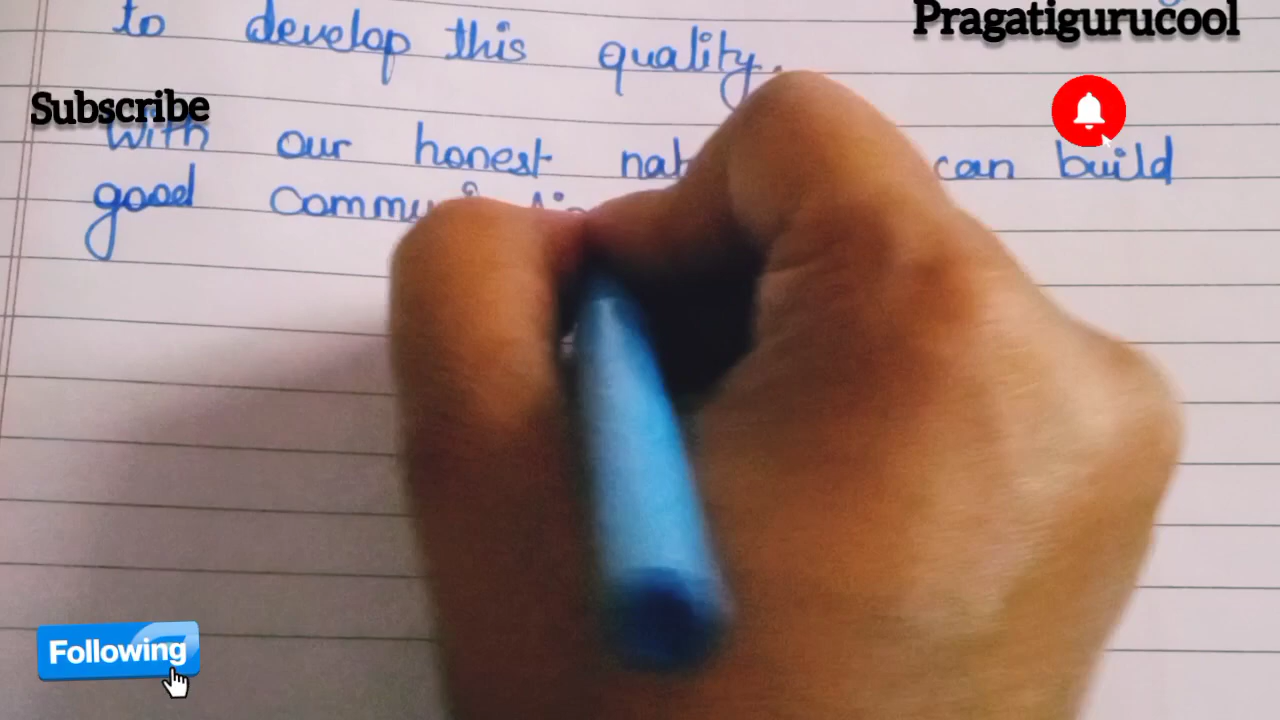 Pragatigurucool
to develop this quality.
Subscribe
With our honest can build
good
Following